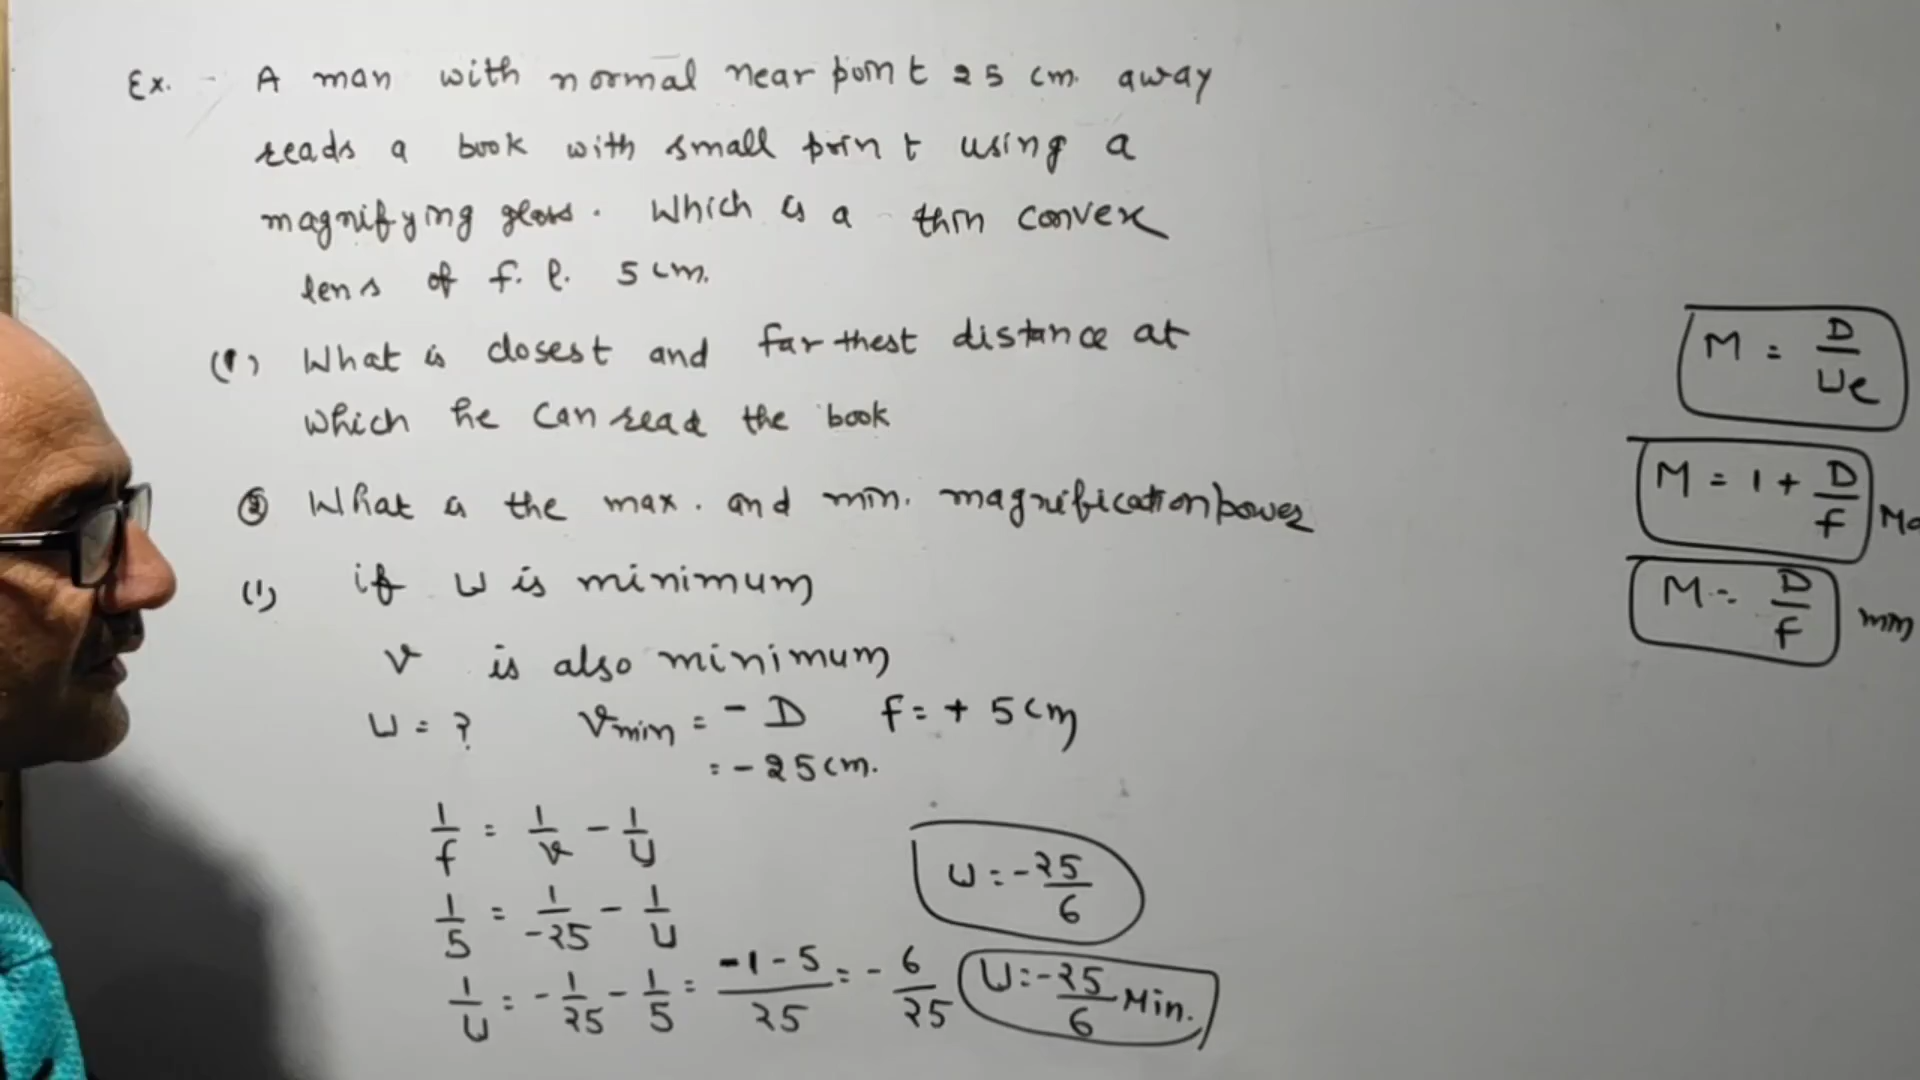 Ex. - A man with normal near point 25 cm. away
reads a book with small print using a
magnifying glass. Which is a thin convex
lens of f. l. 5 cm.
(1) What is closest and farthest distance at
which he can read the book
② What is the max. and min. magnification power
(1) if u is minimum
v is also minimum
u = ? vmin = - D f = + 5 cm
= - 25 cm.
1/f = 1/v - 1/u
1/5 = 1/-25 - 1/u
1/u = - 1/25 - 1/5 = -1-5/25 = - 6/25
u = - 25/6
u = - 25/6 Min.
M = D/ue
M = 1 + D/f
M = D/f min